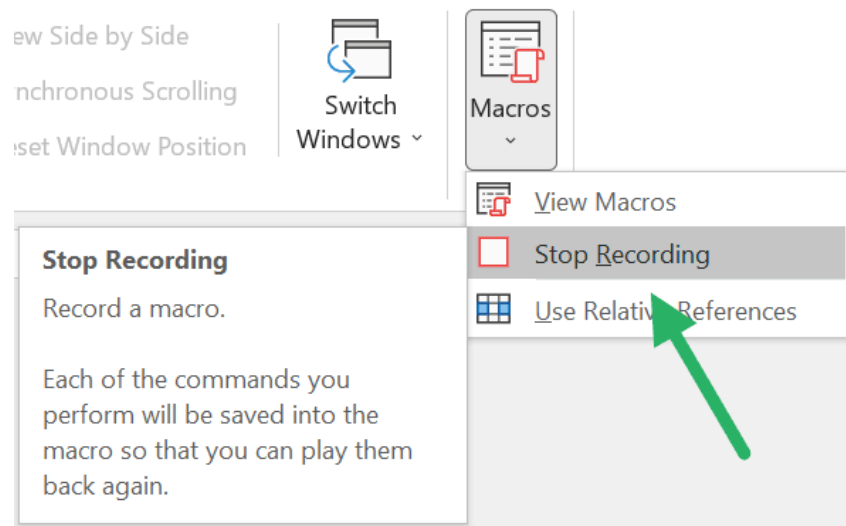 ew Side by Side
nchronous Scrolling
set Window Position
Switch
Windows
Macros
View Macros
Stop Recording
Use Relative References
Stop Recording
Record a macro.
Each of the commands you
perform will be saved into the
macro so that you can play them
back again.